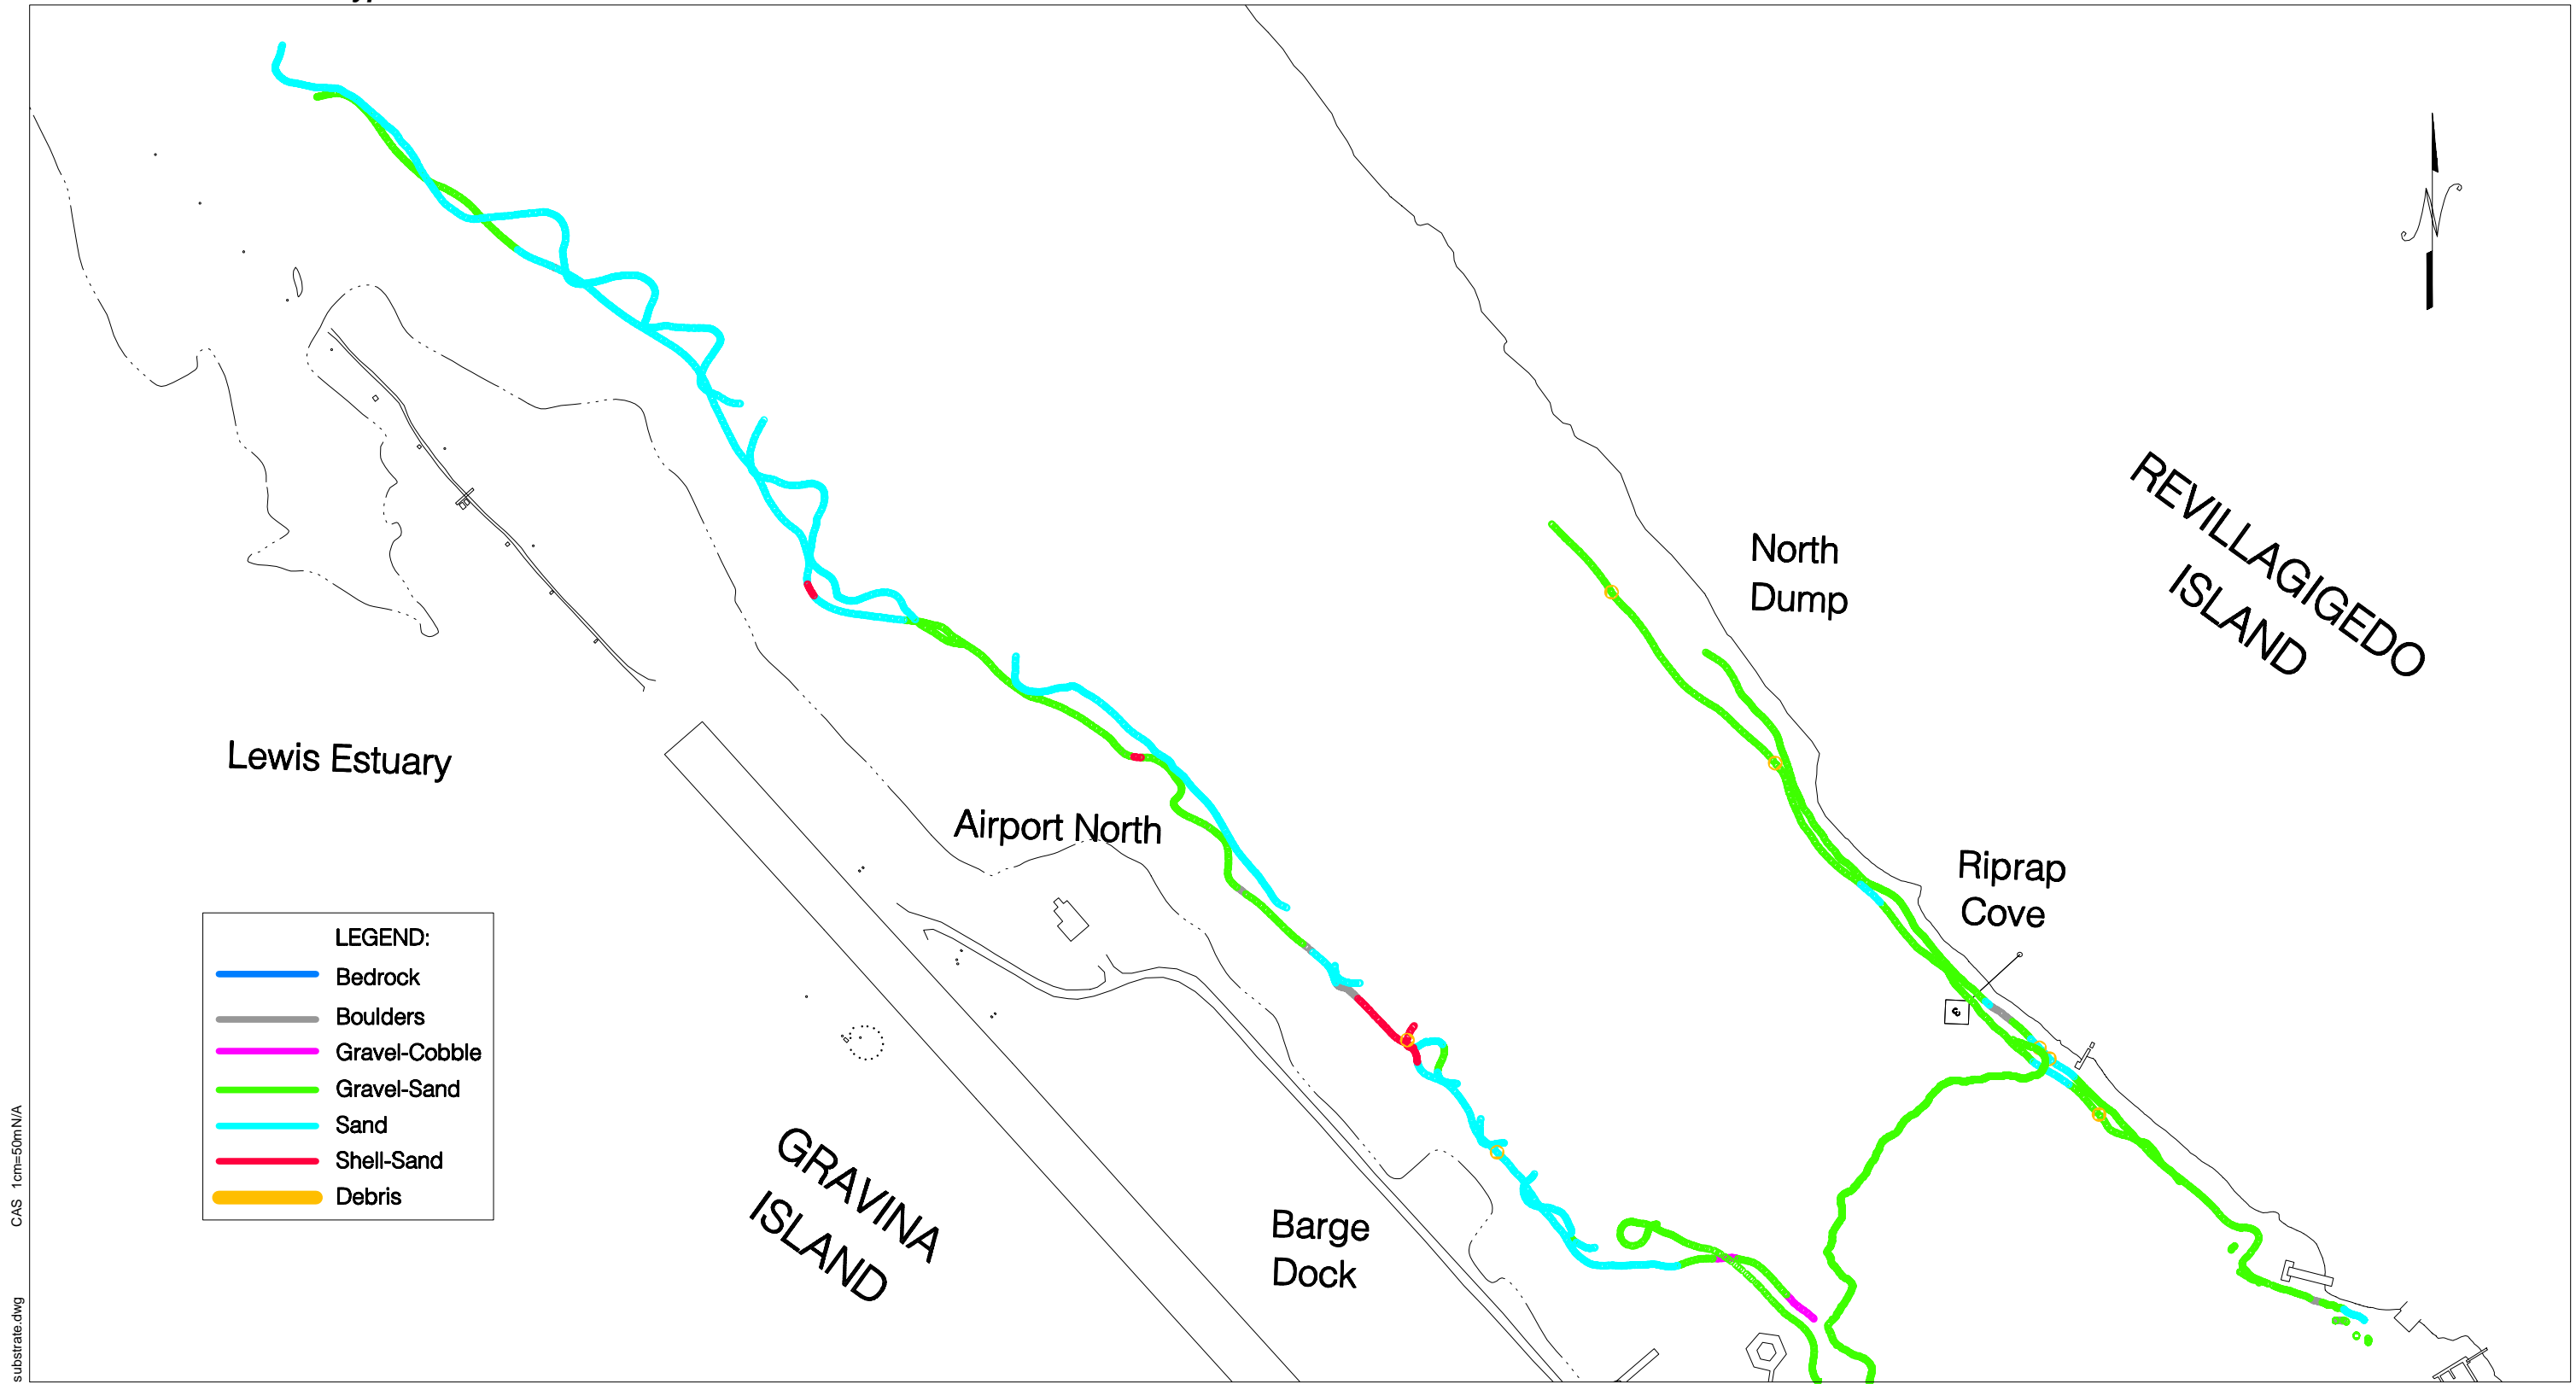 North
Dump
REVILLAGIGEDO
ISLAND
Lewis Estuary
Airport North
Riprap
Cove
LEGEND:
Bedrock
Boulders
Gravel-Cobble
Gravel-Sand
Sand
Shell-Sand
Debris
GRAVINA
ISLAND
Barge
Dock
N
substrate.dwg CAS 1cm=50mN/A